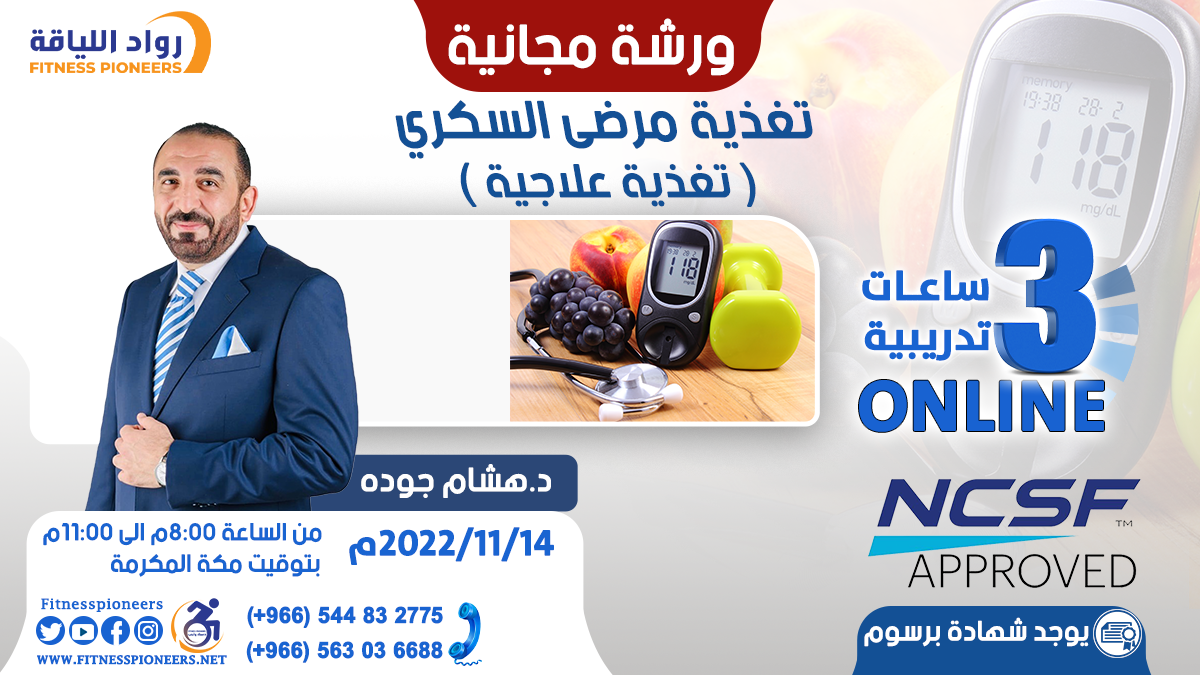 رواد اللياقة
FITNESS PIONEERS
ورشة مجانية
تغذية مرضى السكري
( تغذية علاجية )
memory
19:38 28- 2
118
mg/dL
118
3
ساعـات
تدريبية
ONLINE
د.هشام جوده
NCSF™
APPROVED
2022/11/14م
من الساعة 8:00م الى 11:00م
بتوقيت مكة المكرمة
Fitnesspioneers
WWW.FITNESSPIONEERS.NET
(+966) 544 83 2775
(+966) 563 03 6688
يوجد شهادة برسوم